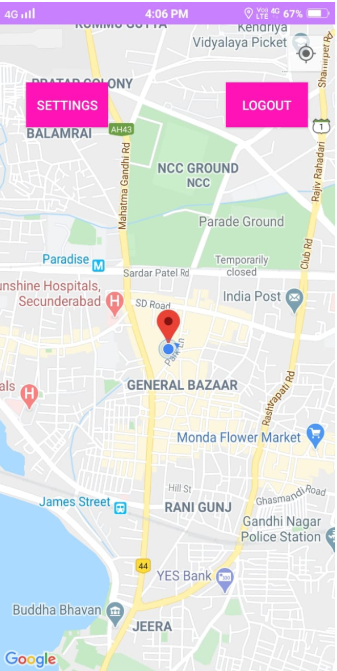 4G
4:06 PM
Vo9 LTE 4G 67%
KUMMU GUTTA
Kendriya
Vidyalaya Picket
Shamirpet Rd
PRATAP COLONY
SETTINGS
LOGOUT
AH43
1
BALAMRAI
Mahatma Gandhi Rd
NCC GROUND
NCC
Rajiv Rahadari
Parade Ground
Club Rd
Paradise
M
Temporarily
closed
Sardar Patel Rd
unshine Hospitals,
Secunderabad
H
SD Road
India Post
Park Ln
als
H
GENERAL BAZAAR
Rashtrapati Rd
Monda Flower Market
Hill St
Ghasmandi Road
James Street
RANI GUNJ
Gandhi Nagar
Police Station
44
YES Bank
Buddha Bhavan
JEERA
Google